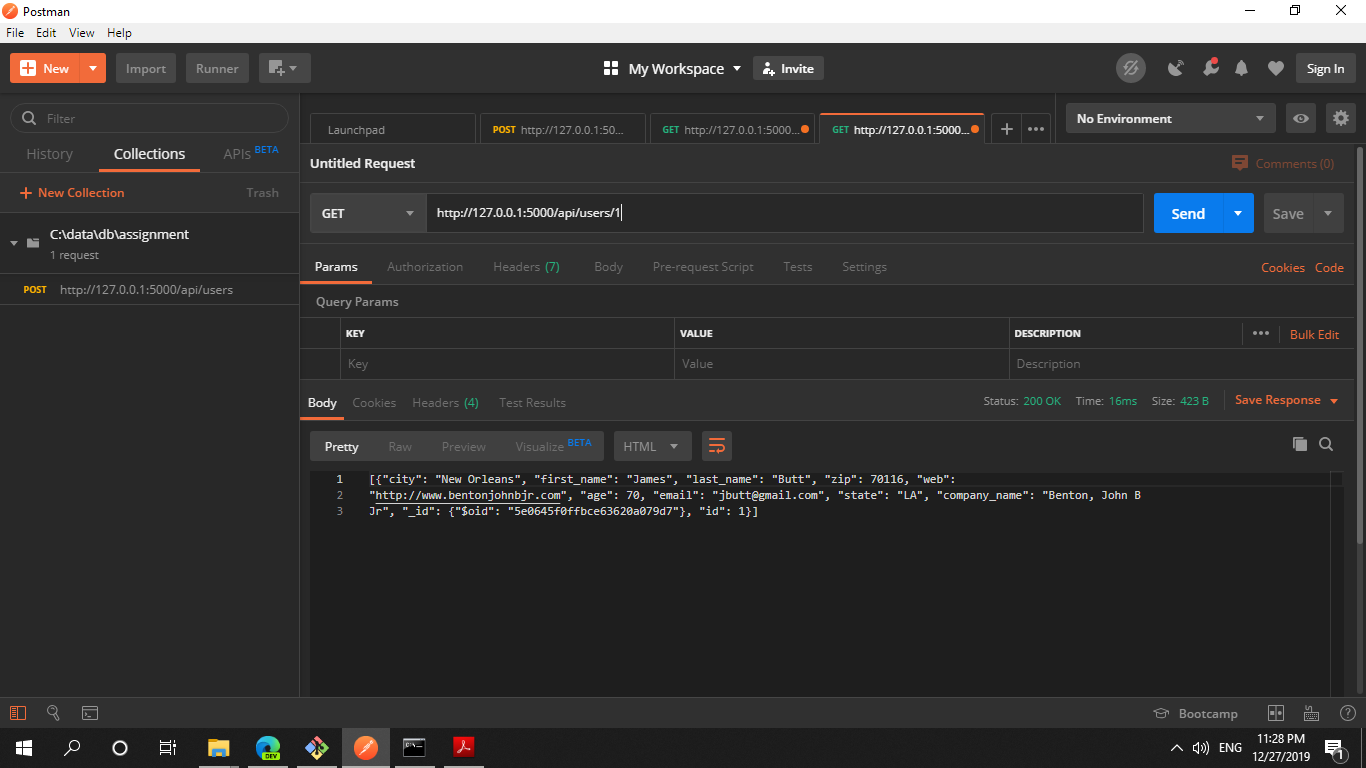 Postman
File Edit View Help
New Import Runner My Workspace Invite Sign In
Filter
History Collections APIs BETA
New Collection Trash
C:\data\db\assignment
1 request
POST http://127.0.0.1:5000/api/users
Launchpad POST http://127.0.0.1:50... GET http://127.0.0.1:5000... GET http://127.0.0.1:5000... No Environment
Untitled Request Comments (0)
GET http://127.0.0.1:5000/api/users/1 Send Save
Params Authorization Headers (7) Body Pre-request Script Tests Settings Cookies Code
Query Params
KEY VALUE DESCRIPTION Bulk Edit
Key Value Description
Body Cookies Headers (4) Test Results Status: 200 OK Time: 16ms Size: 423 B Save Response
Pretty Raw Preview Visualize BETA HTML
1 [{"city": "New Orleans", "first_name": "James", "last_name": "Butt", "zip": 70116, "web":
2 "http://www.bentonjohnbjr.com", "age": 70, "email": "jbutt@gmail.com", "state": "LA", "company_name": "Benton, John B
3 Jr", "_id": {"$oid": "5e0645f0ffbce63620a079d7"}, "id": 1}]
Bootcamp
DEV ENG 11:28 PM
12/27/2019 1